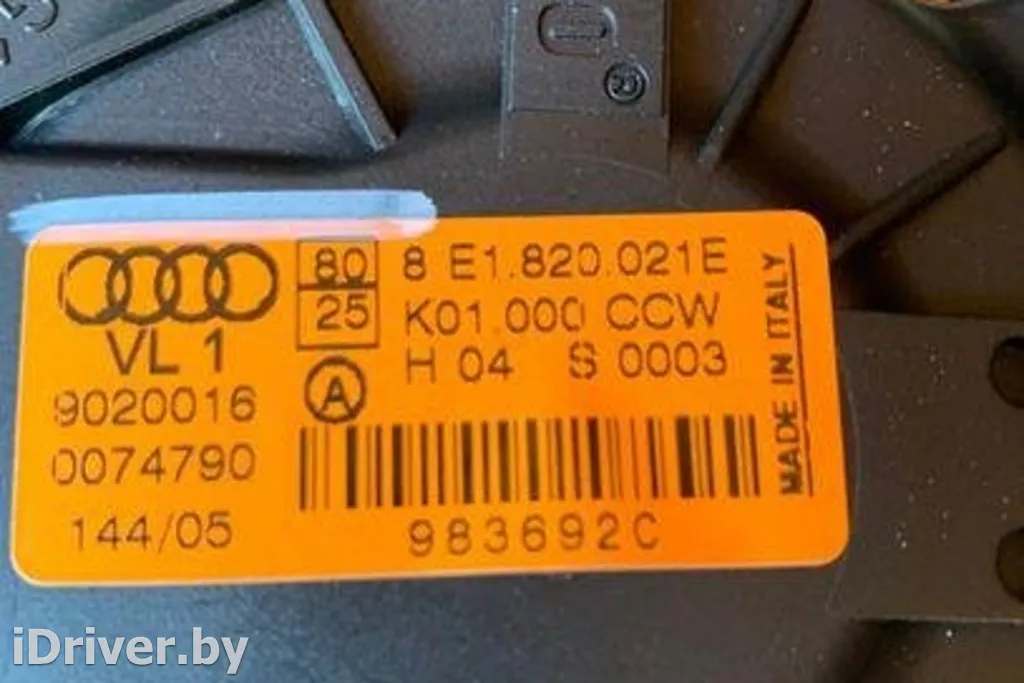 80
25
8 E1.820.021E
K01.000 CCW
H 04 S 0003
VL 1
A
9020016
0074790
144/05
983692C
MADE IN ITALY
iDriver.by